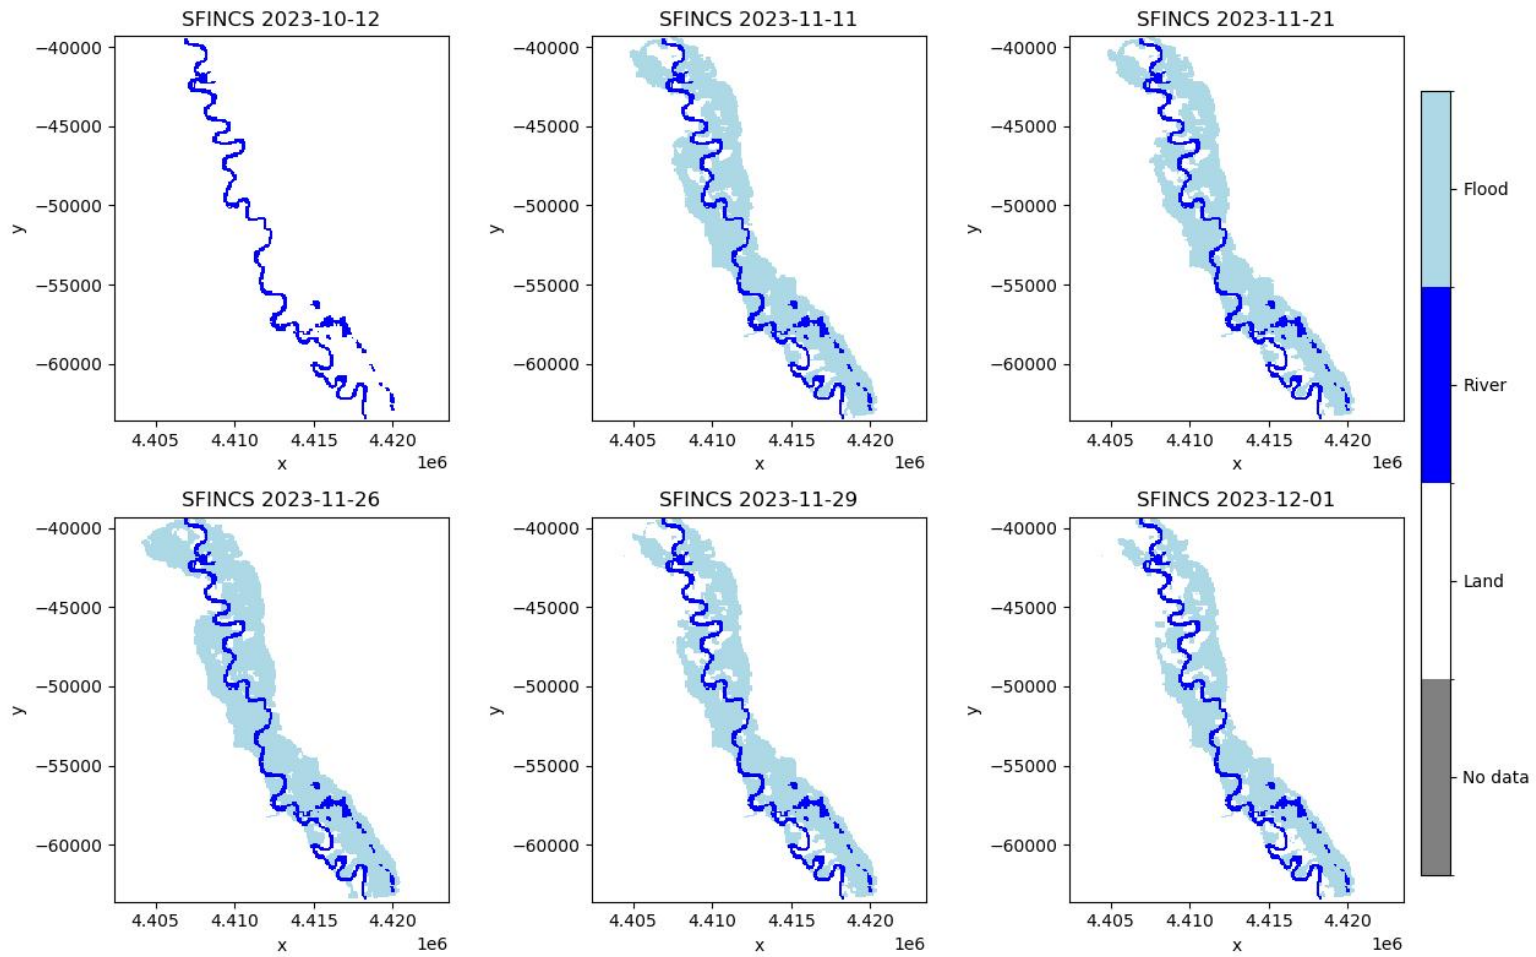 SFINCS 2023-10-12
SFINCS 2023-11-11
SFINCS 2023-11-21
−40000
−45000
−50000
−55000
−60000
y
4.405
4.410
4.415
4.420
x
1e6
−40000
−45000
−50000
−55000
−60000
y
4.405
4.410
4.415
4.420
x
1e6
−40000
−45000
−50000
−55000
−60000
y
4.405
4.410
4.415
4.420
x
1e6
SFINCS 2023-11-26
SFINCS 2023-11-29
SFINCS 2023-12-01
−40000
−45000
−50000
−55000
−60000
y
4.405
4.410
4.415
4.420
x
1e6
−40000
−45000
−50000
−55000
−60000
y
4.405
4.410
4.415
4.420
x
1e6
−40000
−45000
−50000
−55000
−60000
y
4.405
4.410
4.415
4.420
x
1e6
Flood
River
Land
No data